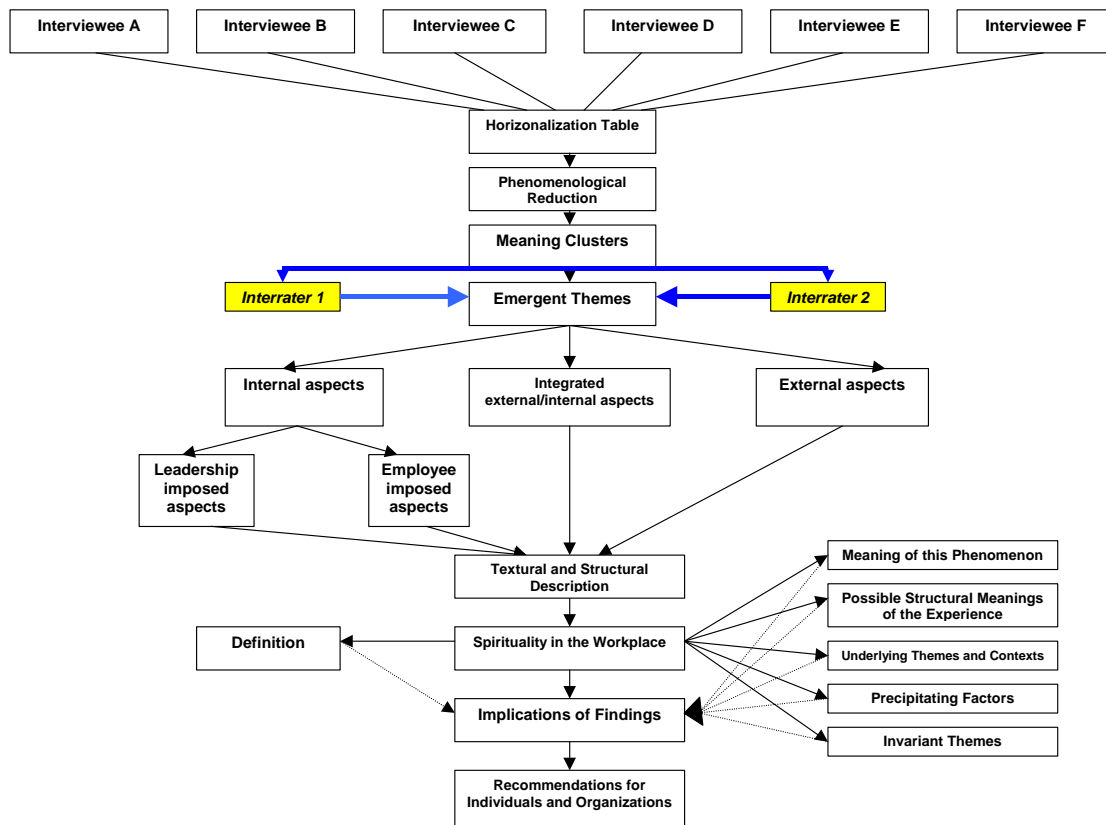 Interviewee A
Interviewee B
Interviewee C
Interviewee D
Interviewee E
Interviewee F
Horizonalization Table
Phenomenological
Reduction
Meaning Clusters
Interrater 1
Emergent Themes
Interrater 2
Internal aspects
Integrated
external/internal aspects
External aspects
Leadership
imposed
aspects
Employee
imposed
aspects
Textural and Structural
Description
Meaning of this Phenomenon
Possible Structural Meanings
of the Experience
Definition
Spirituality in the Workplace
Underlying Themes and Contexts
Precipitating Factors
Implications of Findings
Invariant Themes
Recommendations for
Individuals and Organizations